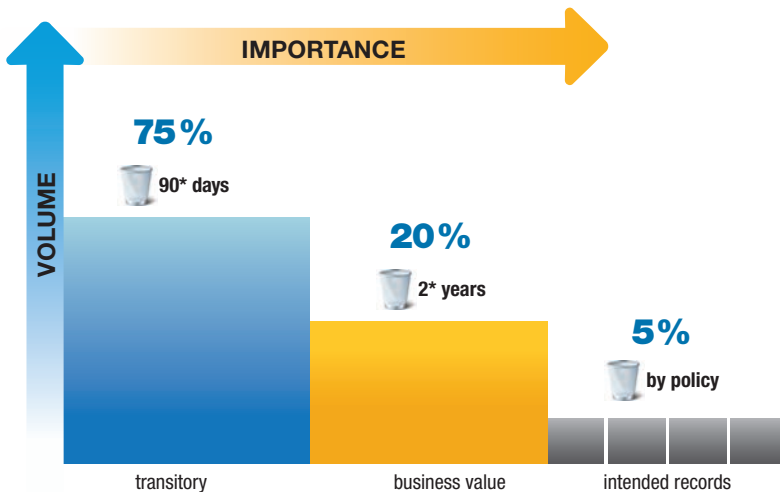 IMPORTANCE
VOLUME
75%
90* days
20%
2* years
5%
by policy
transitory
business value
intended records